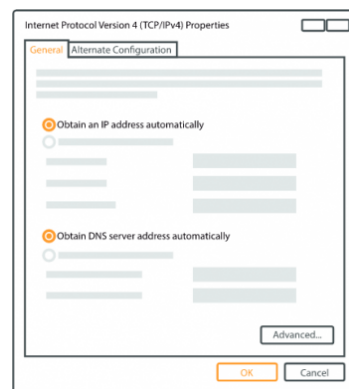 Internet Protocol Version 4 (TCP/IPv4) Properties
General Alternate Configuration
Obtain an IP address automatically
Obtain DNS server address automatically
Advanced...
OK Cancel